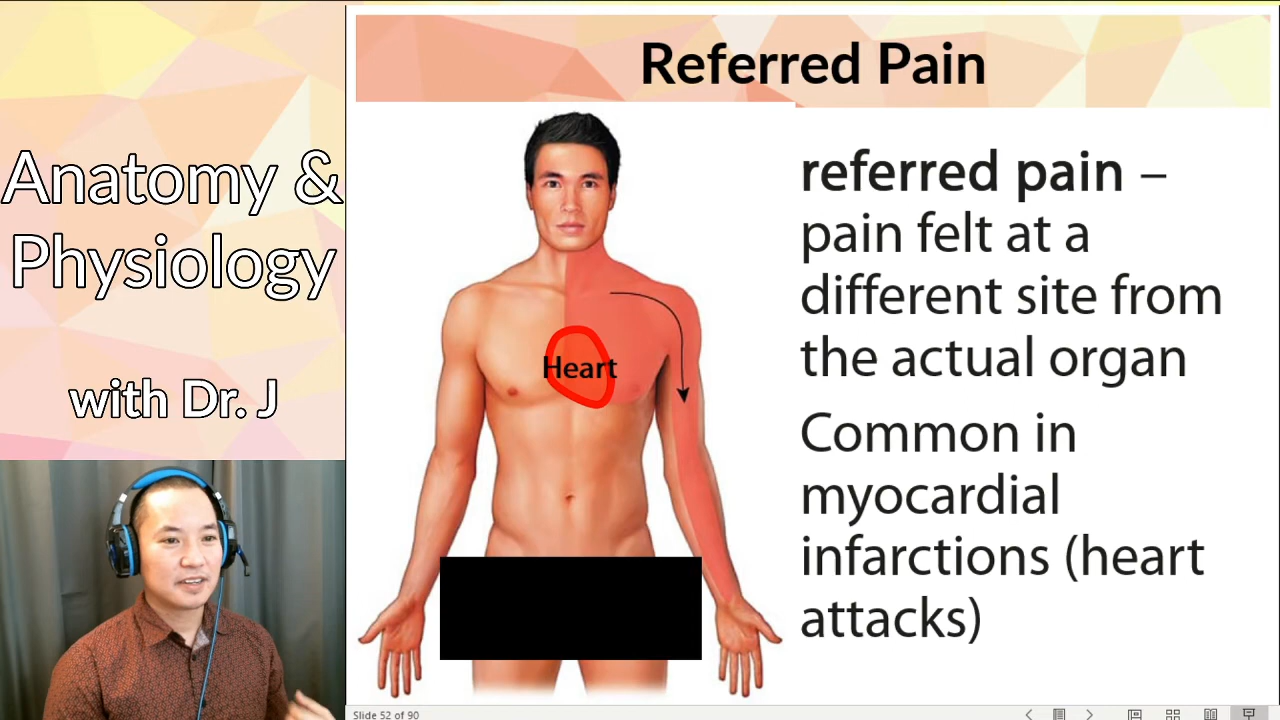 Anatomy &
Physiology
with Dr. J
Referred Pain
Heart
referred pain –
pain felt at a
different site from
the actual organ
Common in
myocardial
infarctions (heart
attacks)
Slide 52 of 90